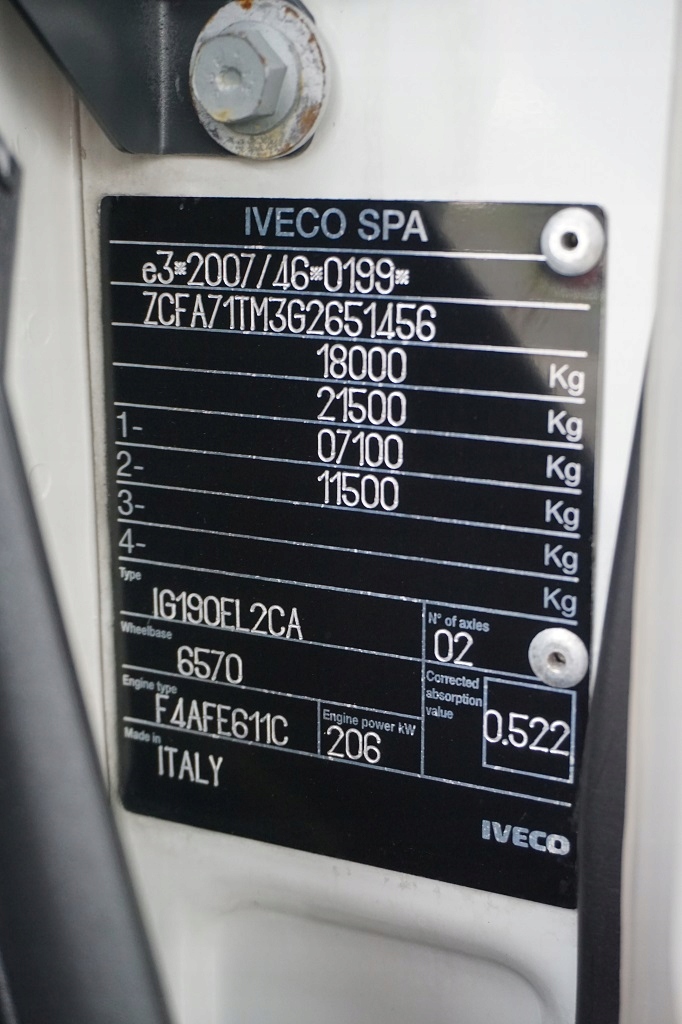 IVECO SPA
e3*2007/46*0199*
ZCFA71TM3G2651456
18000 Kg
21500 Kg
1- 07100 Kg
2- 11500 Kg
3- Kg
4- Kg
Type IG190EL2CA
N° of axles 02
Wheelbase 6570
Corrected absorption value 0.522
Engine type F4AFE611C
Engine power kW 206
Made in ITALY
IVECO